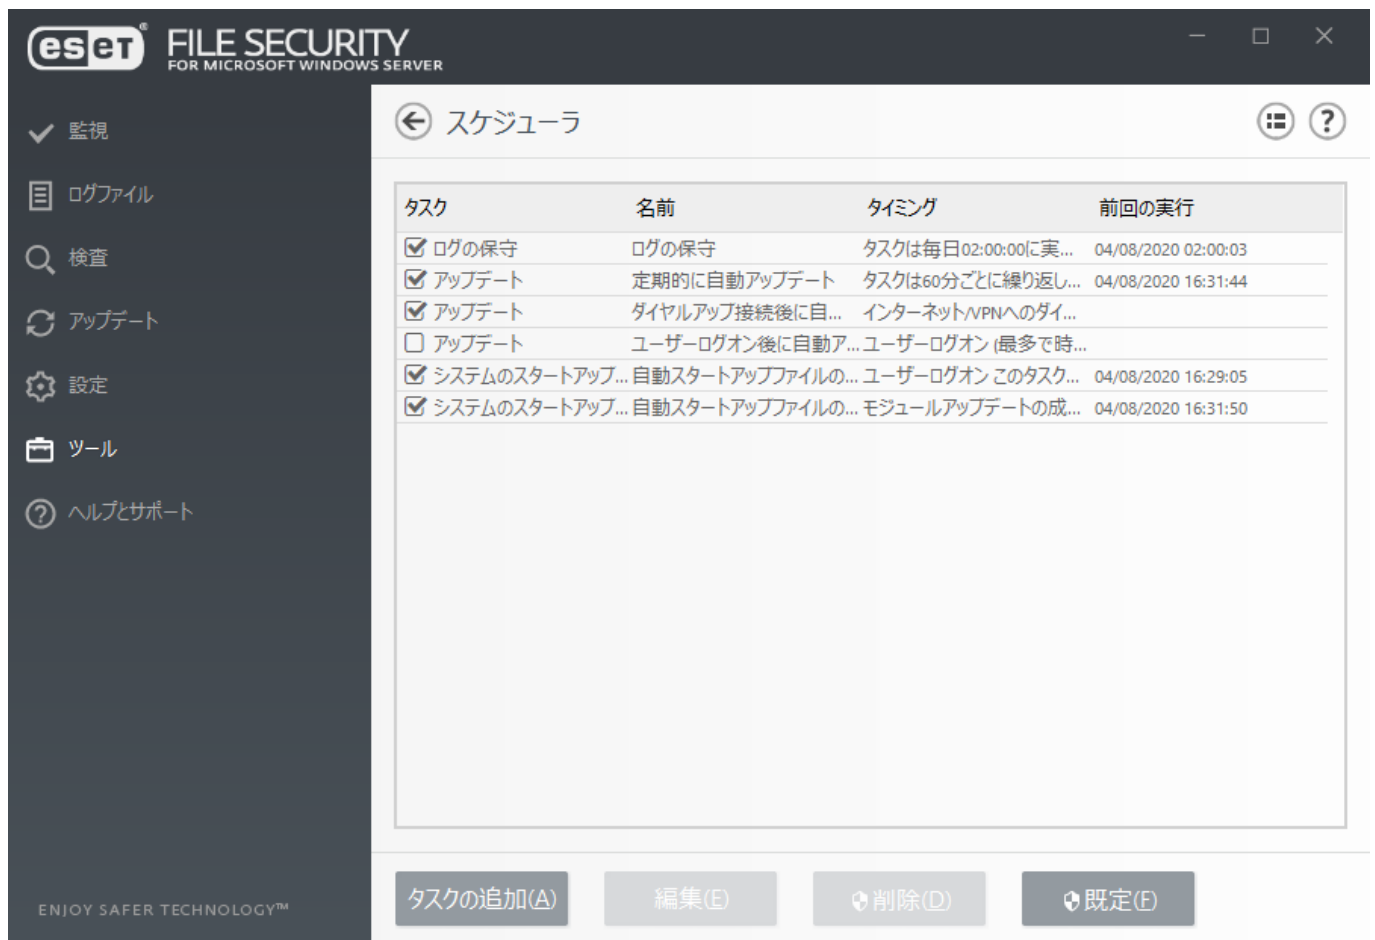 eset® FILE SECURITY
FOR MICROSOFT WINDOWS SERVER
監視
ログファイル
検査
アップデート
設定
ツール
ヘルプとサポート
ENJOY SAFER TECHNOLOGY™
スケジューラ
タスク 名前 タイミング 前回の実行
ログの保守 ログの保守 タスクは毎日02:00:00に実... 04/08/2020 02:00:03
アップデート 定期的に自動アップデート タスクは60分ごとに繰り返し... 04/08/2020 16:31:44
アップデート ダイヤルアップ接続後に自... インターネット/VPNへのダイ...
アップデート ユーザーログオン後に自動ア... ユーザーログオン (最多で時...
システムのスタートアップ... 自動スタートアップファイルの... ユーザーログオン このタスク... 04/08/2020 16:29:05
システムのスタートアップ... 自動スタートアップファイルの... モジュールアップデートの成... 04/08/2020 16:31:50
タスクの追加(A) 編集(E) 削除(D) 既定(F)